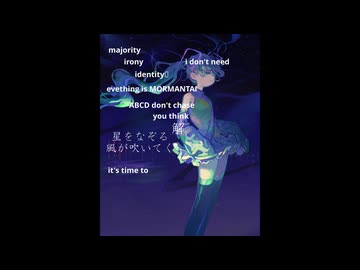 majority
irony
i don't need
identity▯
evething is MORMANTAI
ABCD don't chase
you think
解
星をなぞる
風が吹いてく
it's time to